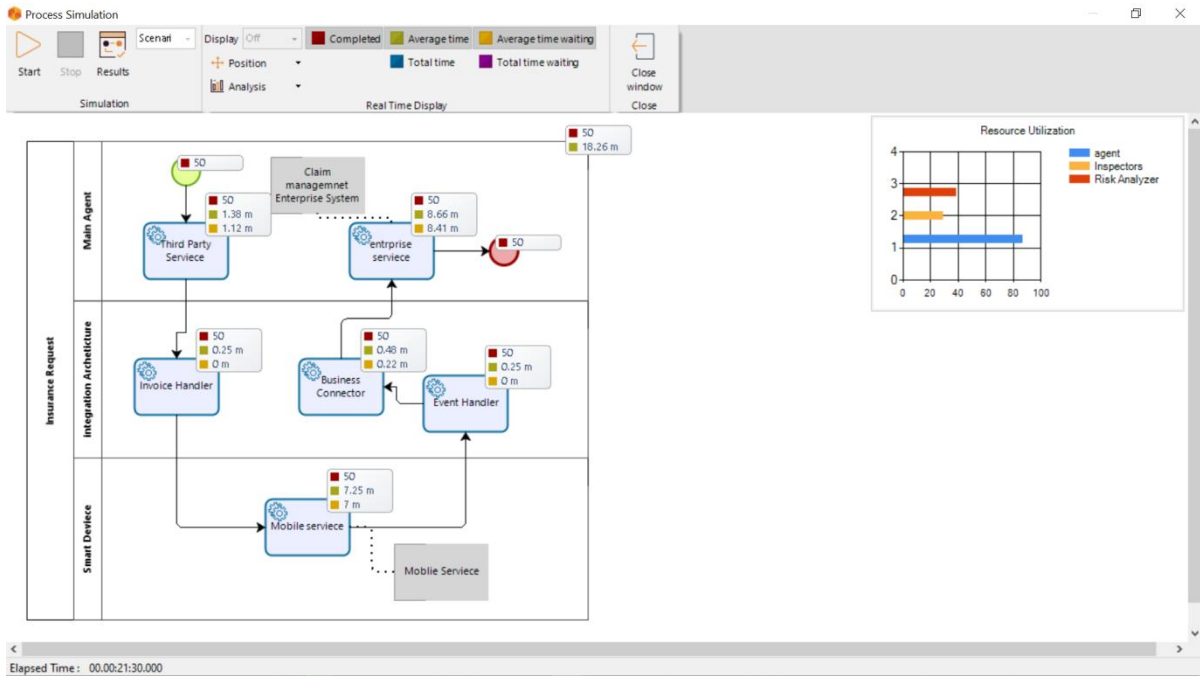 Process Simulation
Start
Stop
Results
Scenari
Simulation
Display Off
Position
Analysis
Completed Average time Average time waiting
Total time Total time waiting
Real Time Display
Close
window
Close
50
18.26 m
Insurance Request
Main Agent
50
50
1.38 m
1.12 m
Third Party
Serviece
Claim
managemnet
Enterprise System
50
8.66 m
8.41 m
entrprise
serviece
50
Integration Archeleticture
50
0.25 m
0 m
Invoice Handler
50
0.48 m
0.22 m
Business
Connector
50
0.25 m
0 m
Event Handler
Smart Deviece
50
7.25 m
7 m
Mobile serviece
Moblie Serviece
Resource Utilization
4
3
2
1
0
0 20 40 60 80 100
agent
Inspectors
Risk Analyzer
Elapsed Time : 00.00:21:30.000